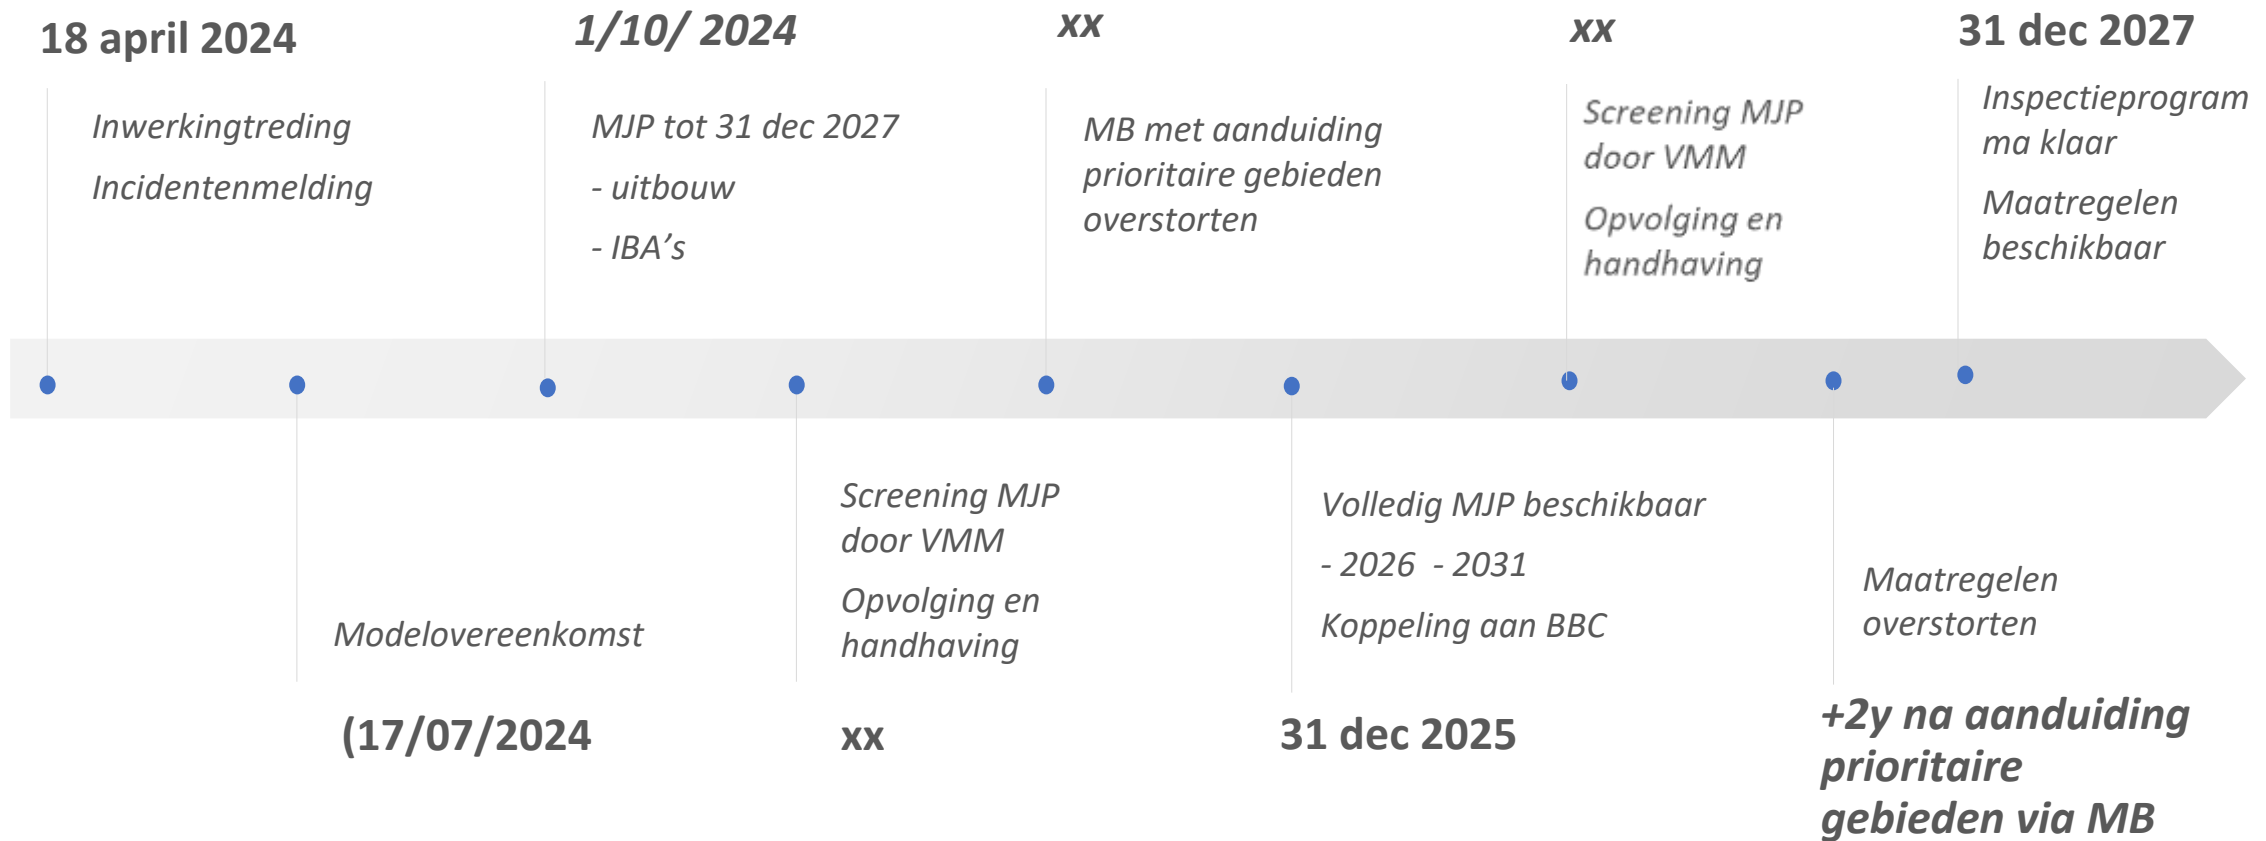 18 april 2024
Inwerkingtreding
Incidentenmelding
1/10/ 2024
MJP tot 31 dec 2027
- uitbouw
- IBA’s
xx
MB met aanduiding
prioritaire gebieden
overstorten
xx
Screening MJP
door VMM
Opvolging en
handhaving
31 dec 2027
Inspectieprogram
ma klaar
Maatregelen
beschikbaar
Modelovereenkomst
(17/07/2024
Screening MJP
door VMM
Opvolging en
handhaving
xx
Volledig MJP beschikbaar
- 2026 - 2031
Koppeling aan BBC
31 dec 2025
Maatregelen
overstorten
+2y na aanduiding
prioritaire
gebieden via MB